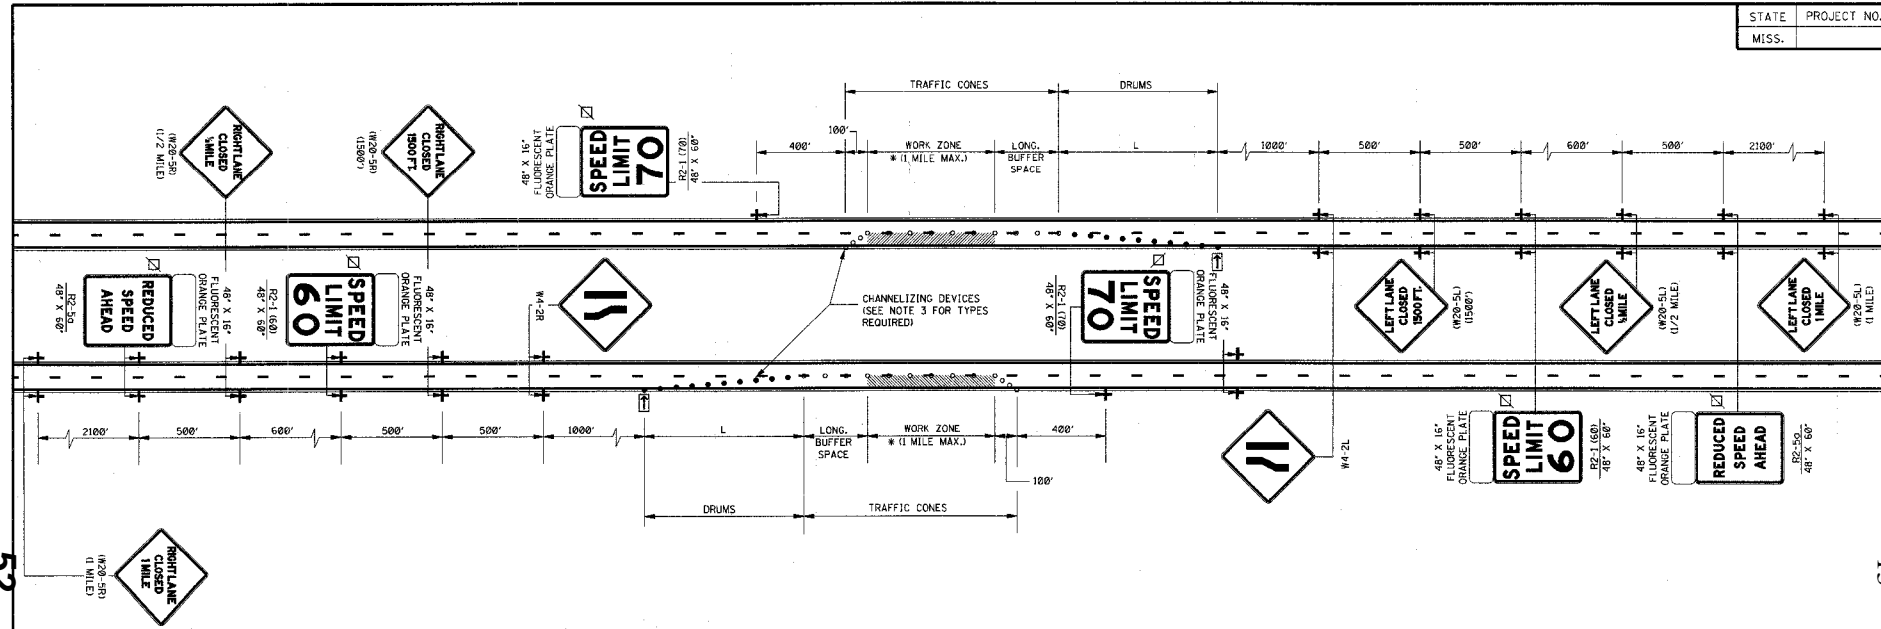 STATE PROJECT NO.
MISS.
TRAFFIC CONES
DRUMS
400'
100'
WORK ZONE
* (1 MILE MAX.)
LONG.
BUFFER
SPACE
L
1000'
500'
500'
600'
500'
2100'
RIGHT LANE
CLOSED
½ MILE
(W20-5R)
(1/2 MILE)
RIGHT LANE
CLOSED
1500 FT.
(W20-5R)
(1500')
48" X 16"
FLUORESCENT
ORANGE PLATE
SPEED
LIMIT
70
R2-1 (70)
48" X 60"
REDUCED
SPEED
AHEAD
R2-5a
48" X 60"
48" X 16"
FLUORESCENT
ORANGE PLATE
SPEED
LIMIT
60
R2-1 (60)
48" X 60"
48" X 16"
FLUORESCENT
ORANGE PLATE
W4-2R
CHANNELIZING DEVICES
(SEE NOTE 3 FOR TYPES
REQUIRED)
SPEED
LIMIT
70
R2-1 (70)
48" X 60"
48" X 16"
FLUORESCENT
ORANGE PLATE
LEFT LANE
CLOSED
1500 FT.
(W20-5L)
(1500')
LEFT LANE
CLOSED
½ MILE
(W20-5L)
(1/2 MILE)
LEFT LANE
CLOSED
1 MILE
(W20-5L)
(1 MILE)
2100'
500'
600'
500'
500'
1000'
L
LONG.
BUFFER
SPACE
WORK ZONE
* (1 MILE MAX.)
400'
100'
DRUMS
TRAFFIC CONES
W4-2L
48" X 16"
FLUORESCENT
ORANGE PLATE
SPEED
LIMIT
60
R2-1 (60)
48" X 60"
48" X 16"
FLUORESCENT
ORANGE PLATE
REDUCED
SPEED
AHEAD
R2-5a
48" X 60"
RIGHT LANE
CLOSED
1 MILE
(W20-5R)
(1 MILE)